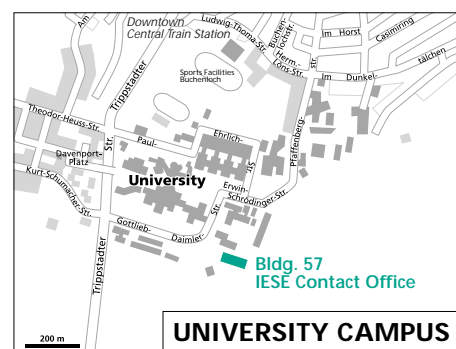 Downtown
Central Train Station
Am
Ludwig-Thoma-Str.
Buchen-
lochstr.
Im Horst
Casimirring
Herm.-
Löns-Str.
Im Dunkel-
tälchen
str.
Sports Facilities
Buchenloch
Trippstadter
Str.
Theodor-Heuss-Str.
Paul-
Ehrlich-
Str.
Pfaffenberg-
Davenport-
Platz
University
Kurt-Schumacher-Str.
Erwin-
Schrödinger-Str.
Gottlieb-
Daimler-
Str.
Trippstadter
Bldg. 57
IESE Contact Office
200 m
UNIVERSITY CAMPUS